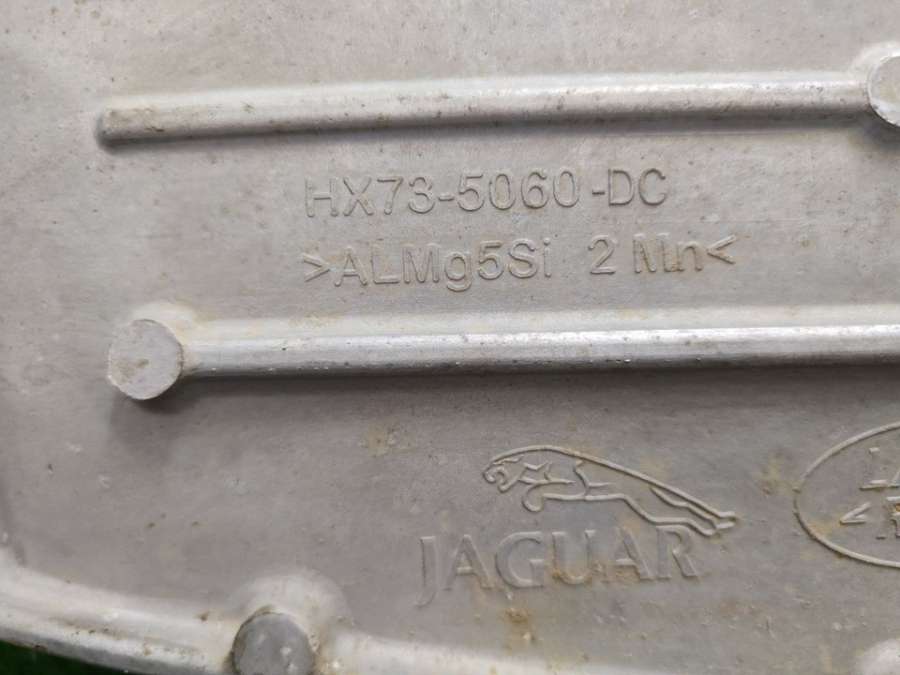 HX73-5060-DC
>ALMg5Si 2 Mn<
JAGUAR